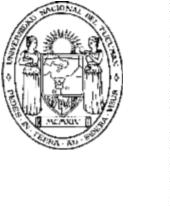 UNIVERSIDAD NACIONAL DEL TUCUMAN
MCMXIV
PEDES · IN · TERRA · AD · SIDERA · VISUS